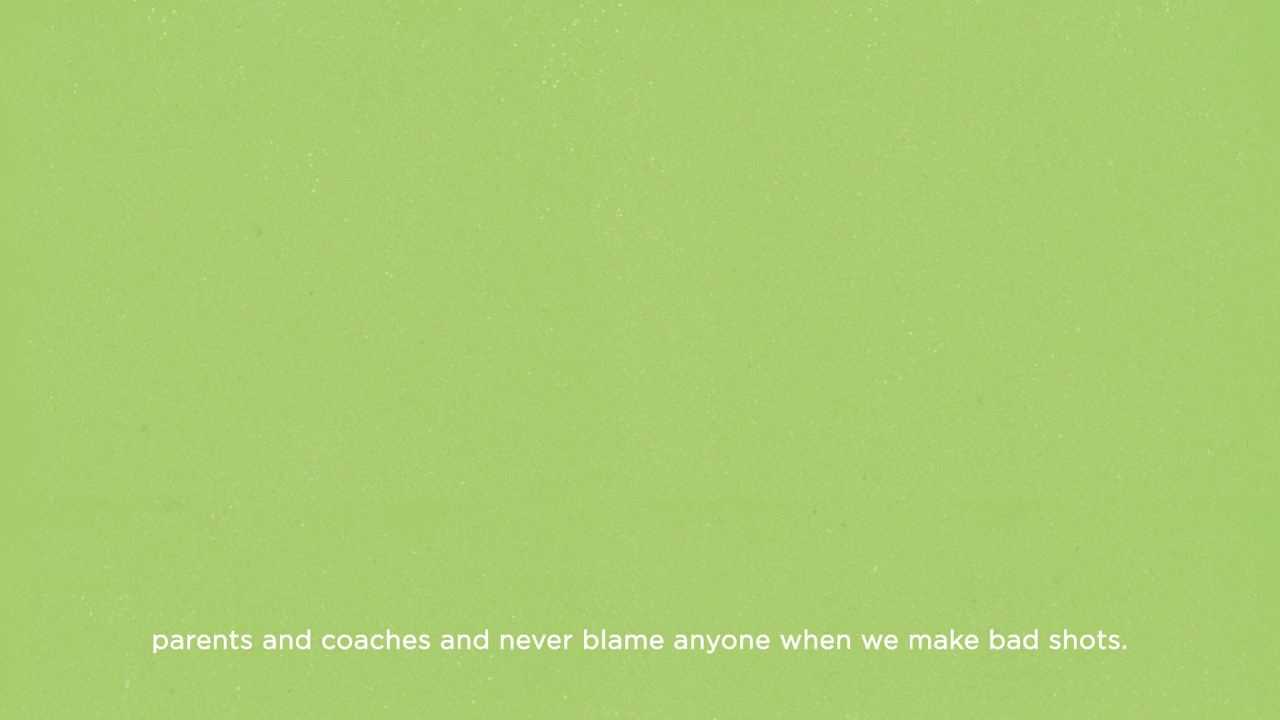 parents and coaches and never blame anyone when we make bad shots.